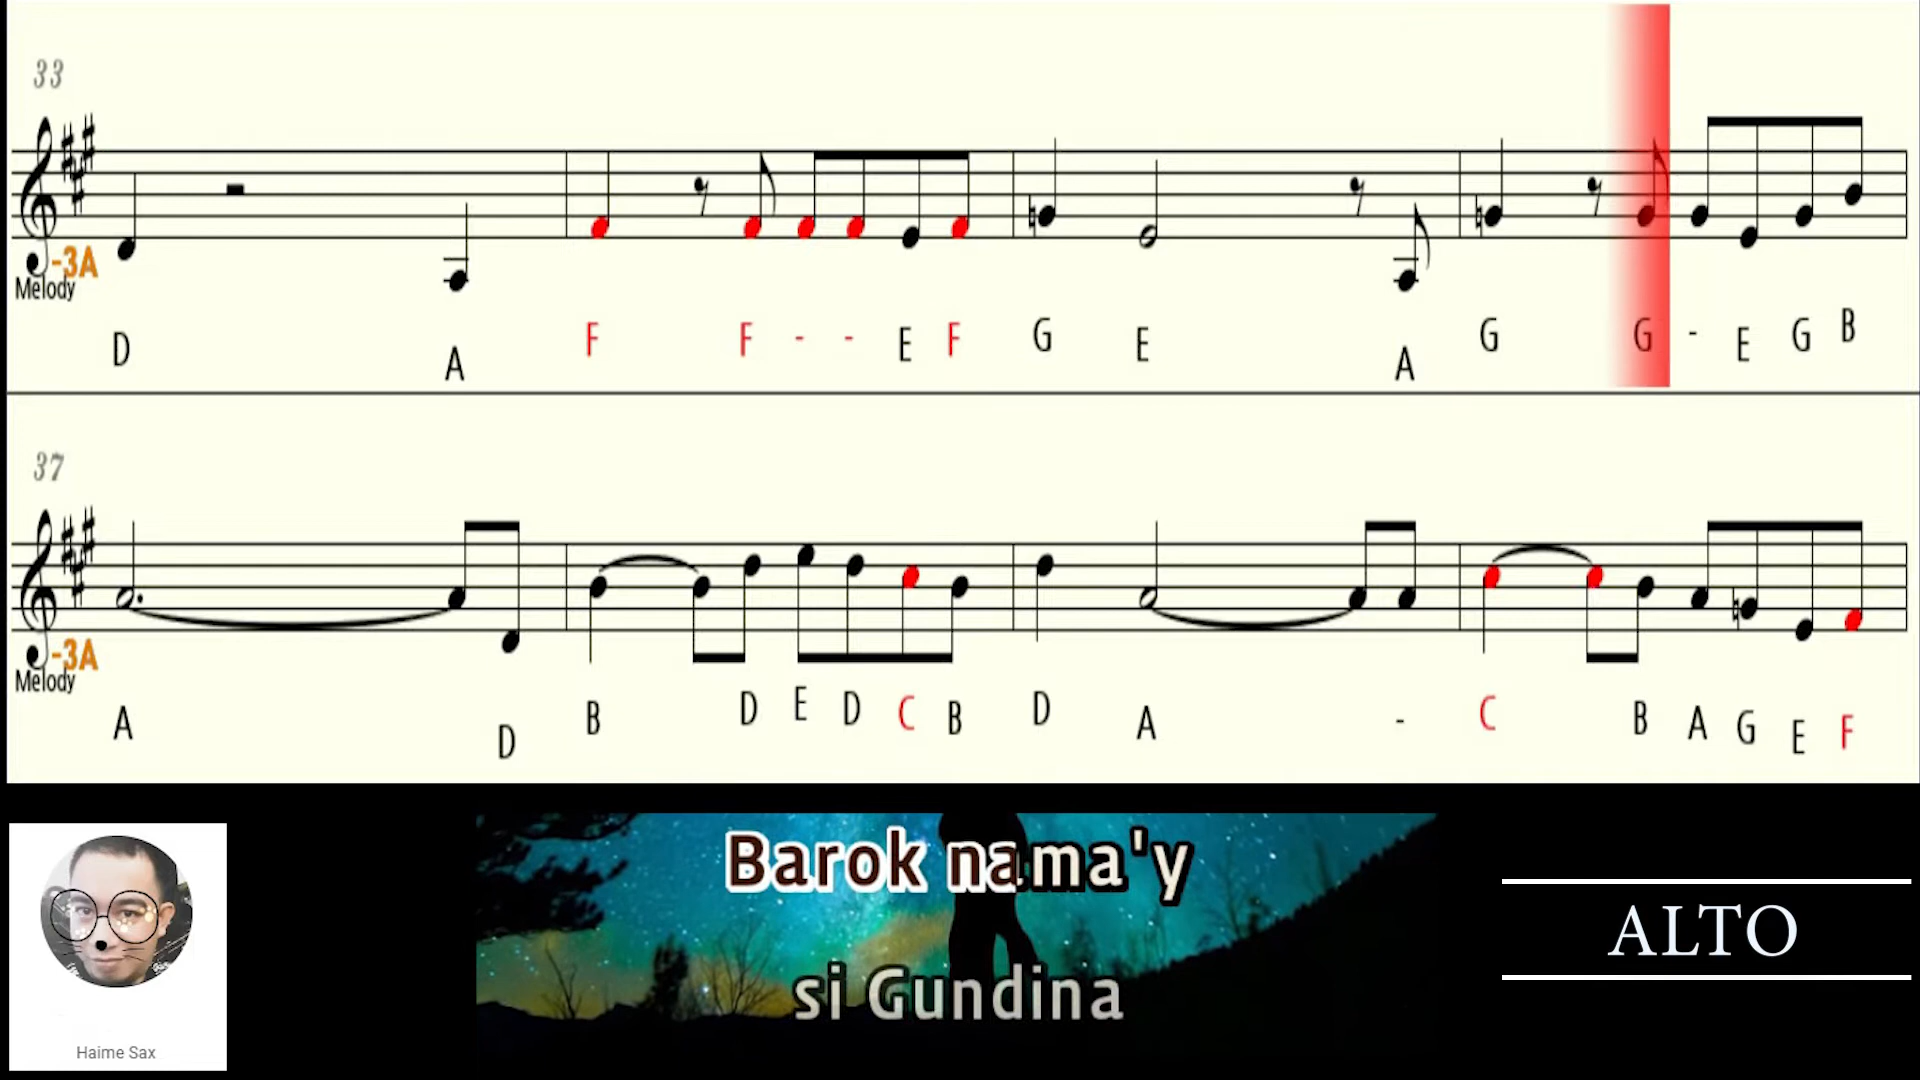 33
-3A
Melody
D A F F - - E F G E A G G - E G B
37
-3A
Melody
A D B D E D C B D A - C B A G E F
Barok nama'y
si Gundina
ALTO
Haime Sax